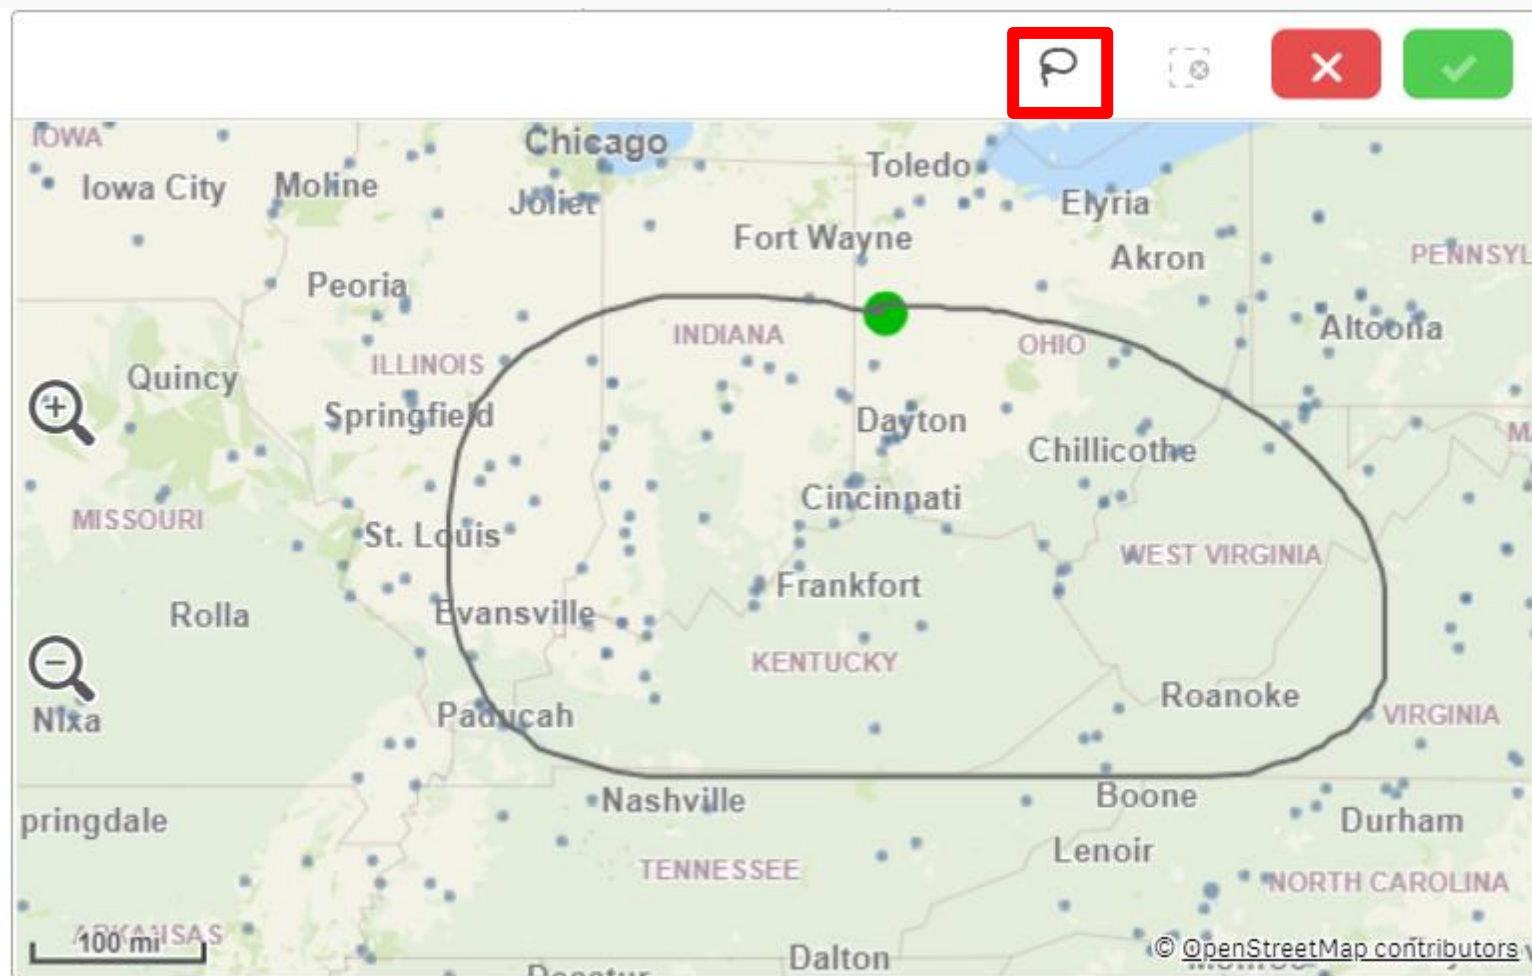 IOWA
Chicago
Toledo
Iowa City
Moline
Joliet
Elyria
Fort Wayne
Akron
PENNSYL
Peoria
INDIANA
OHIO
Altoona
ILLINOIS
Quincy
Springfield
Dayton
Chillicothe
Cincinnati
MISSOURI
St. Louis
WEST VIRGINIA
Frankfort
Rolla
Evansville
KENTUCKY
Roanoke
Nixa
Paducah
VIRGINIA
Nashville
Boone
pringdale
Durham
Lenoir
TENNESSEE
NORTH CAROLINA
ARKANSAS
100 mi
Dalton
© OpenStreetMap contributors